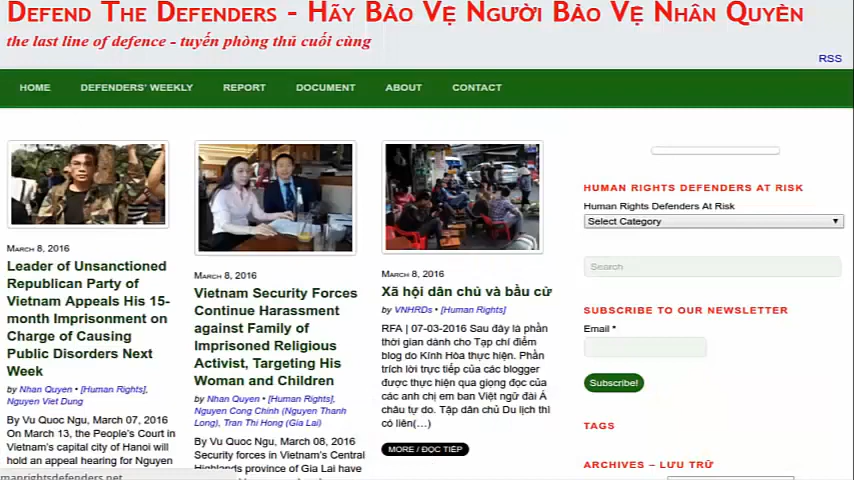 Defend The Defenders - Hãy Bảo Vệ Người Bảo Vệ Nhân Quyền
the last line of defence - tuyến phòng thủ cuối cùng
RSS
HOME DEFENDERS' WEEKLY REPORT DOCUMENT ABOUT CONTACT
March 8, 2016
Leader of Unsanctioned
Republican Party of
Vietnam Appeals His 15-
month Imprisonment on
Charge of Causing
Public Disorders Next
Week
by Nhan Quyen • [Human Rights],
Nguyen Viet Dung
By Vu Quoc Ngu, March 07, 2016
On March 13, the People's Court in
Vietnam's capital city of Hanoi will
hold an appeal hearing for Nguyen
manrightsdefenders.net
March 8, 2016
Vietnam Security Forces
Continue Harassment
against Family of
Imprisoned Religious
Activist, Targeting His
Woman and Children
by Nhan Quyen • [Human Rights],
Nguyen Cong Chinh (Nguyen Thanh
Long), Tran Thi Hong (Gia Lai)
By Vu Quoc Ngu, March 08, 2016
Security forces in Vietnam's Central
Highlands province of Gia Lai have
March 8, 2016
Xã hội dân chủ và bầu cử
by VNHRDs • [Human Rights]
RFA | 07-03-2016 Sau đây là phần
thời gian dành cho Tạp chí điểm
blog do Kính Hòa thực hiện. Phần
trích lời trực tiếp của các blogger
được thực hiện qua giọng đọc của
các anh chị em ban Việt ngữ đài Á
châu tự do. Tập dân chủ Du lịch thì
có liên(…)
MORE / ĐỌC TIẾP
HUMAN RIGHTS DEFENDERS AT RISK
Human Rights Defenders At Risk
Select Category
Search
SUBSCRIBE TO OUR NEWSLETTER
Email *
Subscribe!
TAGS
ARCHIVES – LƯU TRỮ